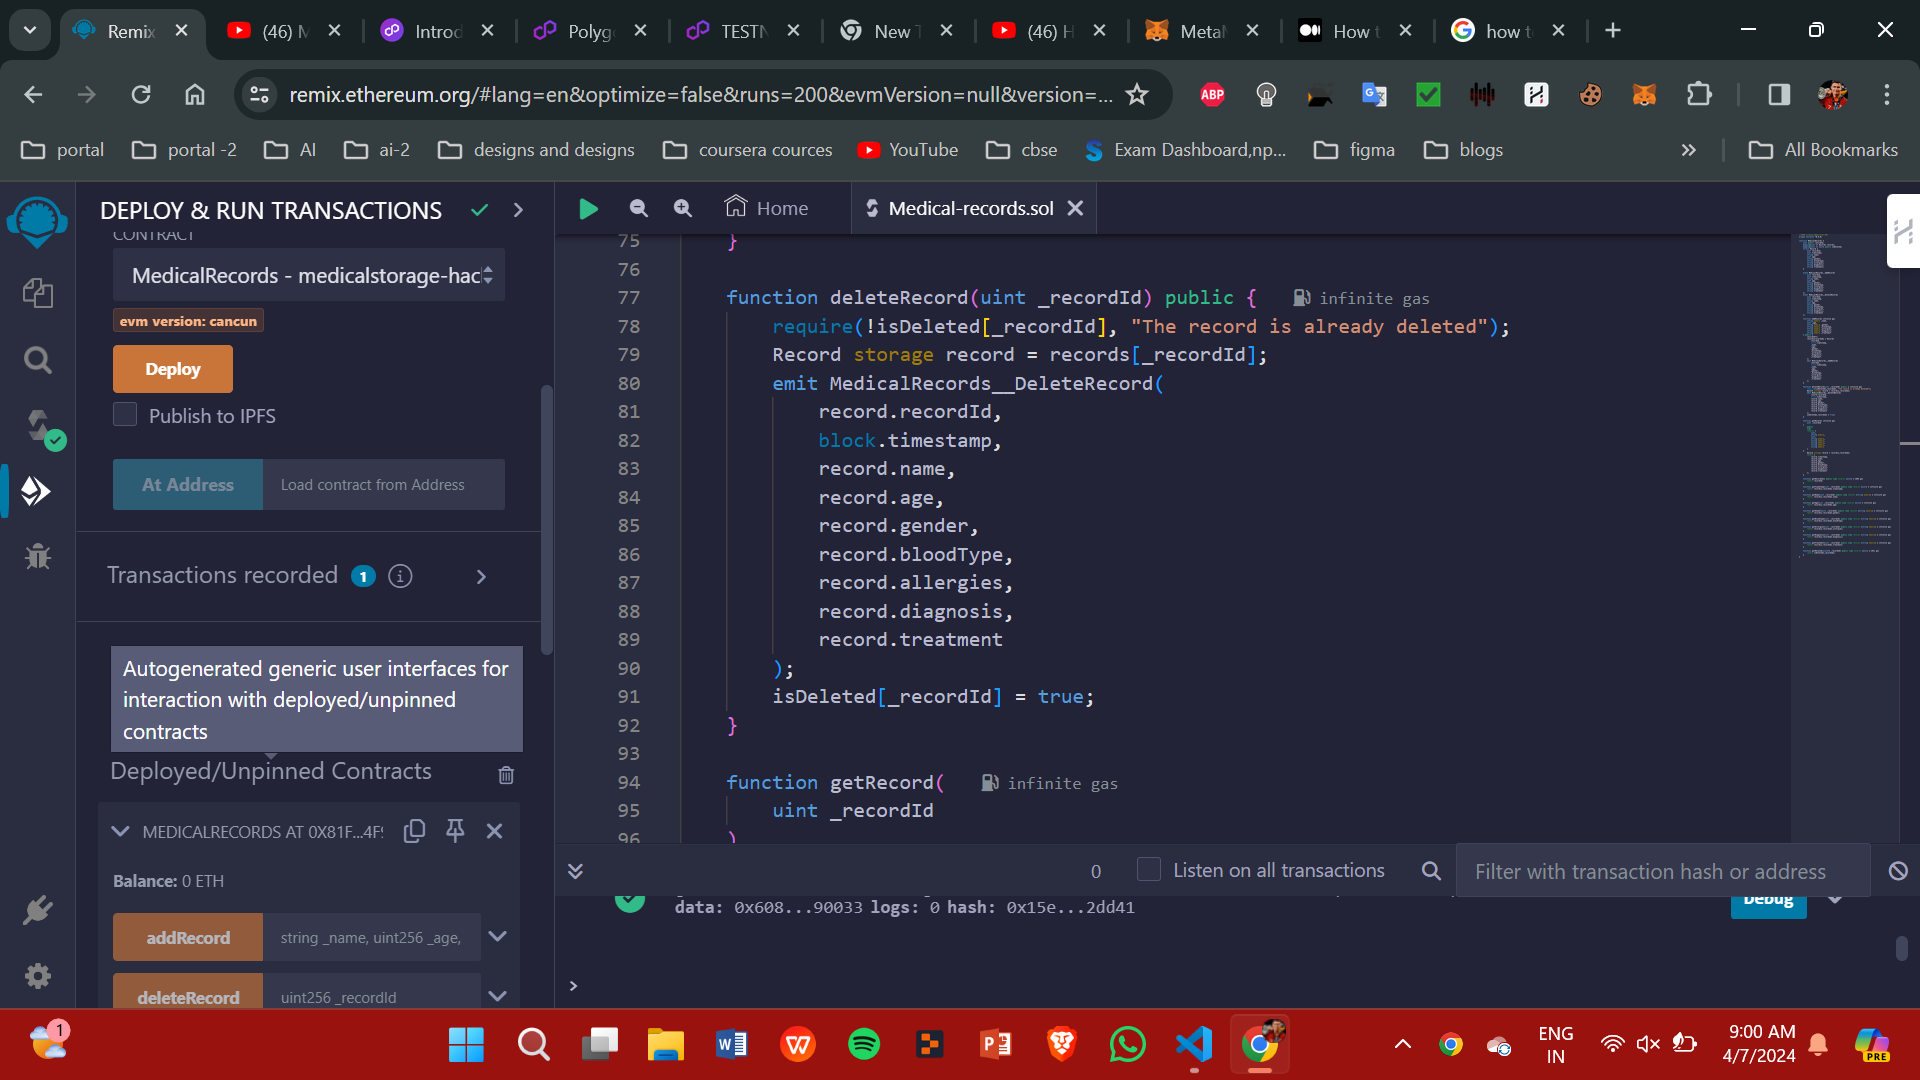 Remix
(46) M
Introd
Polyg
TESTN
New T
(46) H
Meta
How t
how t
remix.ethereum.org/#lang=en&optimize=false&runs=200&evmVersion=null&version=...
ABP
portal
portal -2
AI
ai-2
designs and designs
coursera cources
YouTube
cbse
Exam Dashboard,np...
figma
blogs
All Bookmarks
DEPLOY & RUN TRANSACTIONS
CONTRACT
MedicalRecords - medicalstorage-hac
evm version: cancun
Deploy
Publish to IPFS
At Address
Load contract from Address
Transactions recorded 1
Autogenerated generic user interfaces for
interaction with deployed/unpinned
contracts
Deployed/Unpinned Contracts
MEDICALRECORDS AT 0X81F...4F
Balance: 0 ETH
addRecord
string _name, uint256 _age,
deleteRecord
uint256 _recordId
Home
Medical-records.sol
75 }
76
77 function deleteRecord(uint _recordId) public { infinite gas
78 require(!isDeleted[_recordId], "The record is already deleted");
79 Record storage record = records[_recordId];
80 emit MedicalRecords__DeleteRecord(
81 record.recordId,
82 block.timestamp,
83 record.name,
84 record.age,
85 record.gender,
86 record.bloodType,
87 record.allergies,
88 record.diagnosis,
89 record.treatment
90 );
91 isDeleted[_recordId] = true;
92 }
93
94 function getRecord( infinite gas
95 uint _recordId
96 )
0
Listen on all transactions
Filter with transaction hash or address
data: 0x608...90033 logs: 0 hash: 0x15e...2dd41
Debug
>
1
ENG
IN
9:00 AM
4/7/2024
PRE